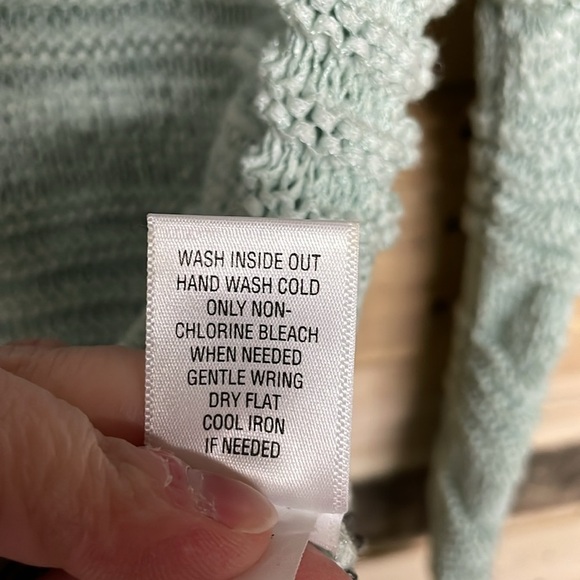 WASH INSIDE OUT
HAND WASH COLD
ONLY NON-
CHLORINE BLEACH
WHEN NEEDED
GENTLE WRING
DRY FLAT
COOL IRON
IF NEEDED